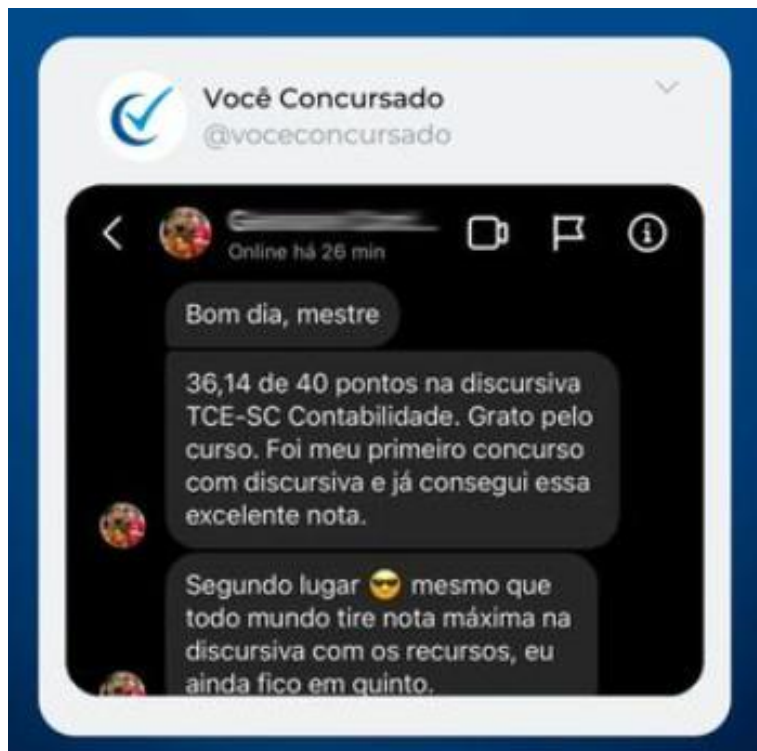 Você Concursado
@voceconcursado
Online há 26 min
Bom dia, mestre
36,14 de 40 pontos na discursiva
TCE-SC Contabilidade. Grato pelo
curso. Foi meu primeiro concurso
com discursiva e já consegui essa
excelente nota.
Segundo lugar 😎 mesmo que
todo mundo tire nota máxima na
discursiva com os recursos, eu
ainda fico em quinto.